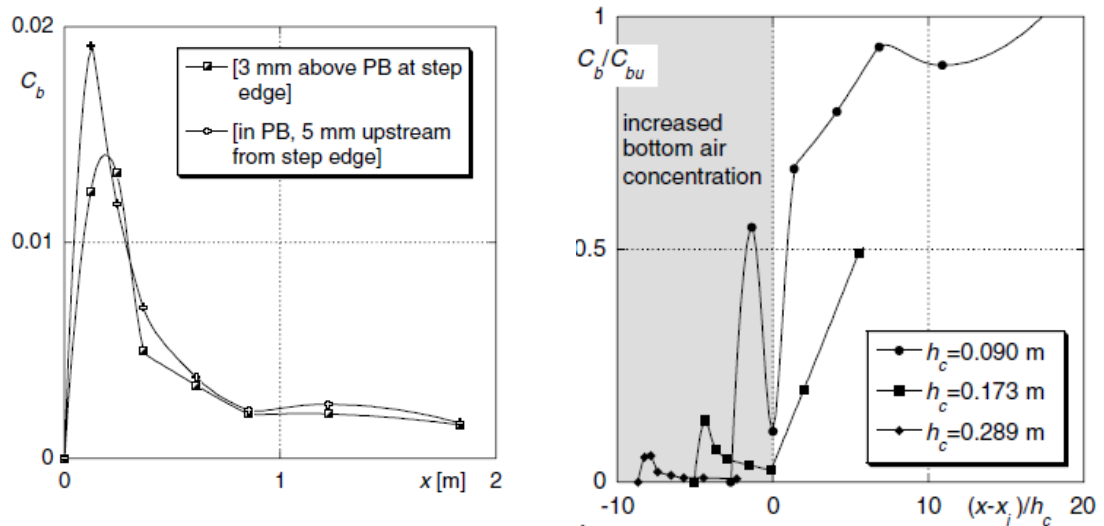 0.02
C_b
[3 mm above PB at step
edge]
[in PB, 5 mm upstream
from step edge]
0.01
0
0
1
x [m]
2
1
C_b/C_bu
increased
bottom air
concentration
0.5
h_c=0.090 m
h_c=0.173 m
h_c=0.289 m
0
-10
0
10
(x-x_i)/h_c
20